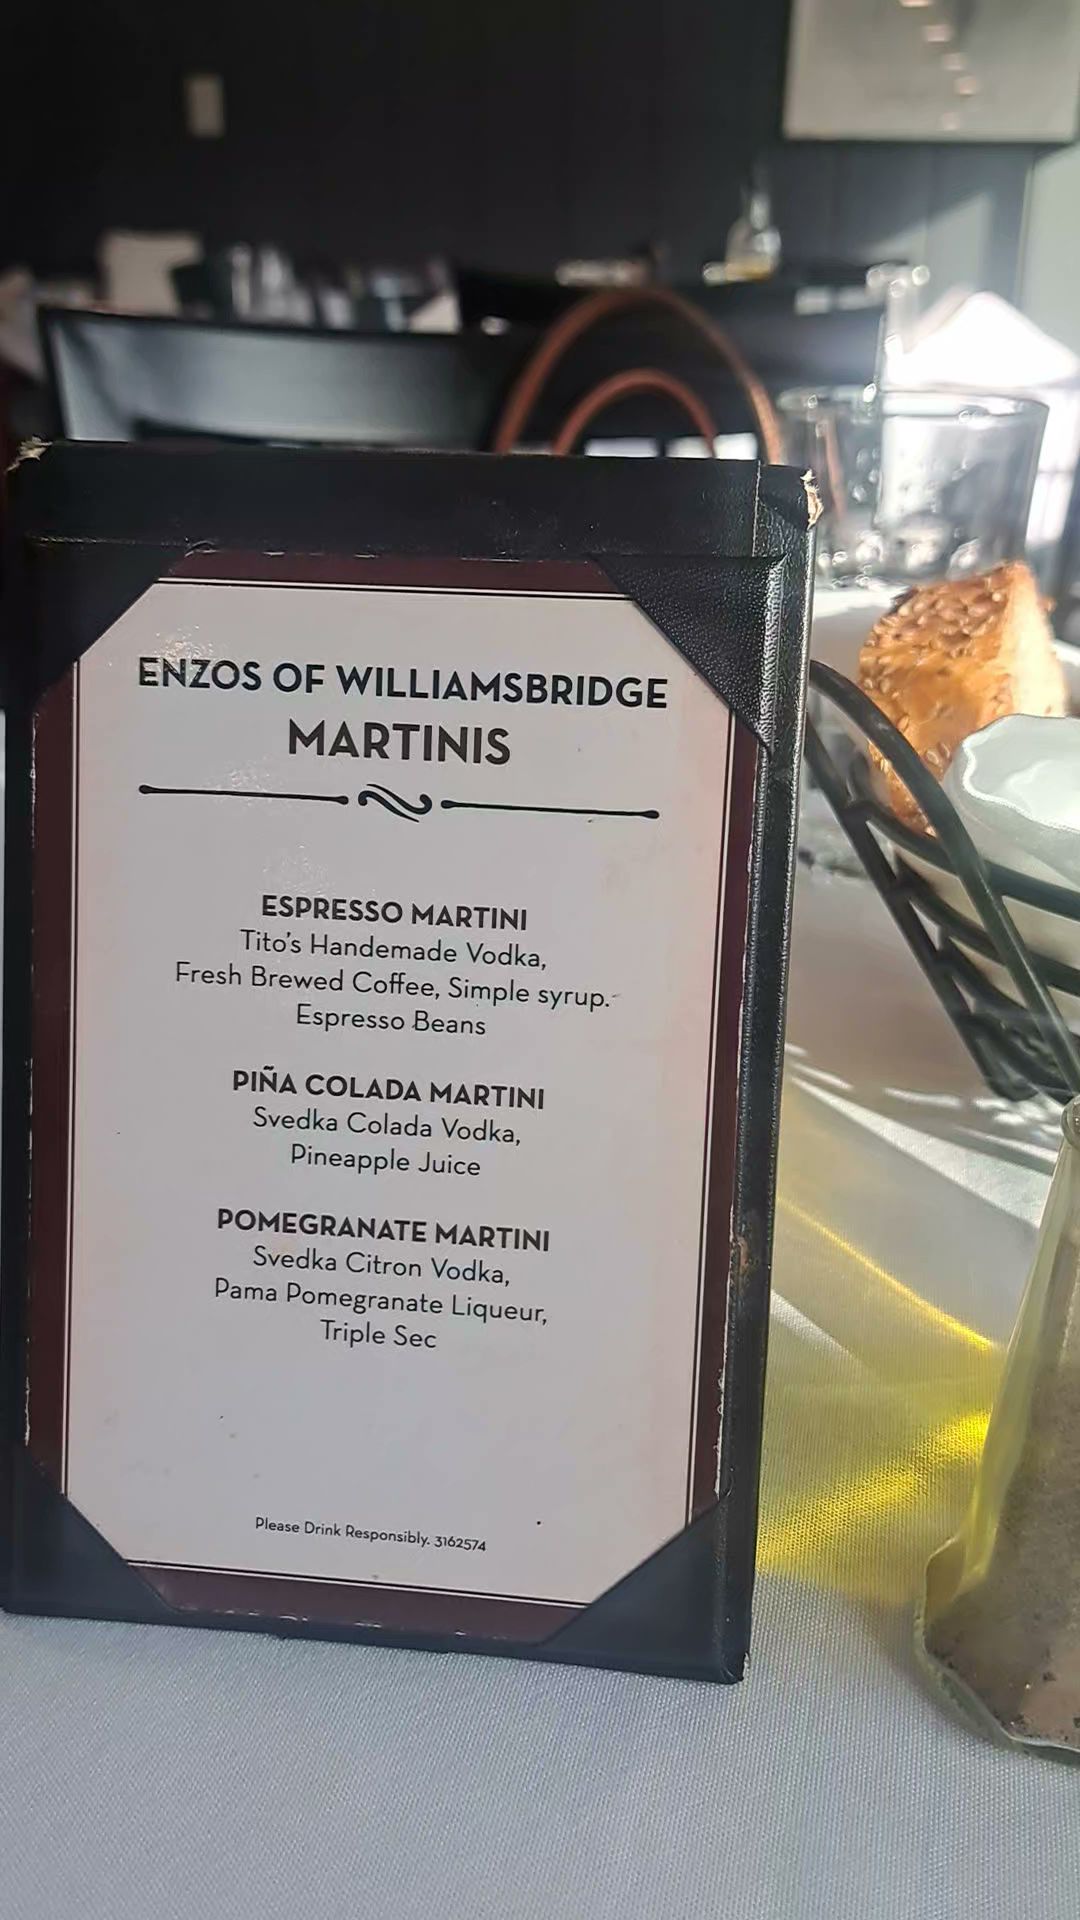 ENZOS OF WILLIAMSBRIDGE
MARTINIS
ESPRESSO MARTINI
Tito's Handemade Vodka,
Fresh Brewed Coffee, Simple syrup.
Espresso Beans
PIÑA COLADA MARTINI
Svedka Colada Vodka,
Pineapple Juice
POMEGRANATE MARTINI
Svedka Citron Vodka,
Pama Pomegranate Liqueur,
Triple Sec
Please Drink Responsibly. 3162574